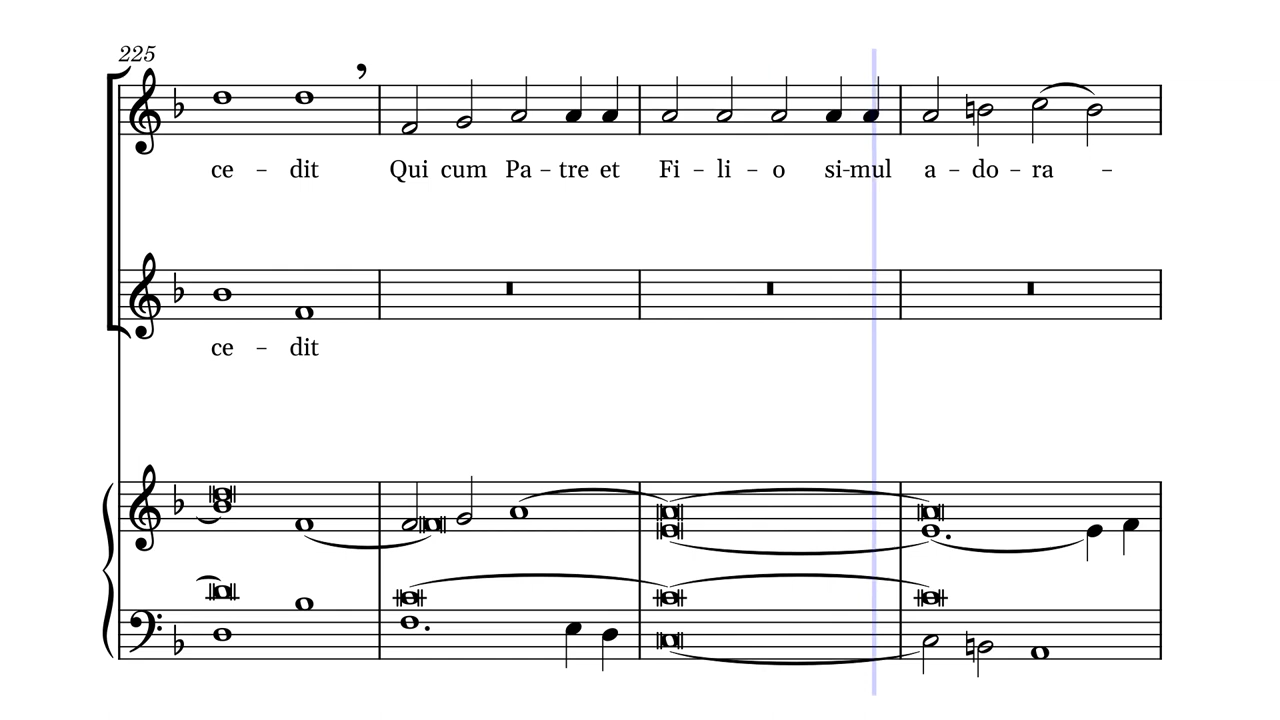 225
ce – dit Qui cum Pa – tre et Fi – li – o si-mul a – do – ra –
ce – dit